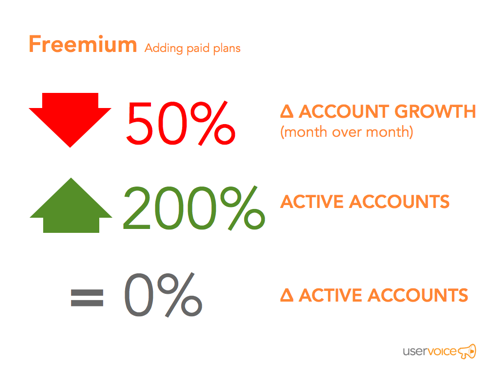 Freemium Adding paid plans
50% Δ ACCOUNT GROWTH
(month over month)
200% ACTIVE ACCOUNTS
= 0% Δ ACTIVE ACCOUNTS
uservoice